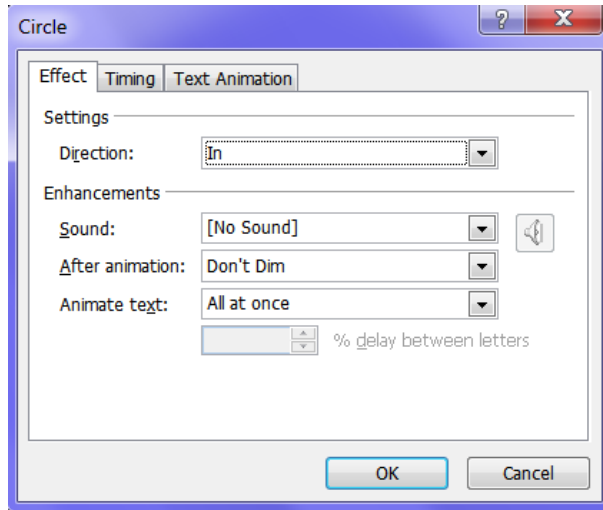 Circle
Effect Timing Text Animation
Settings
Direction: In
Enhancements
Sound: [No Sound]
After animation: Don't Dim
Animate text: All at once
% delay between letters
OK Cancel